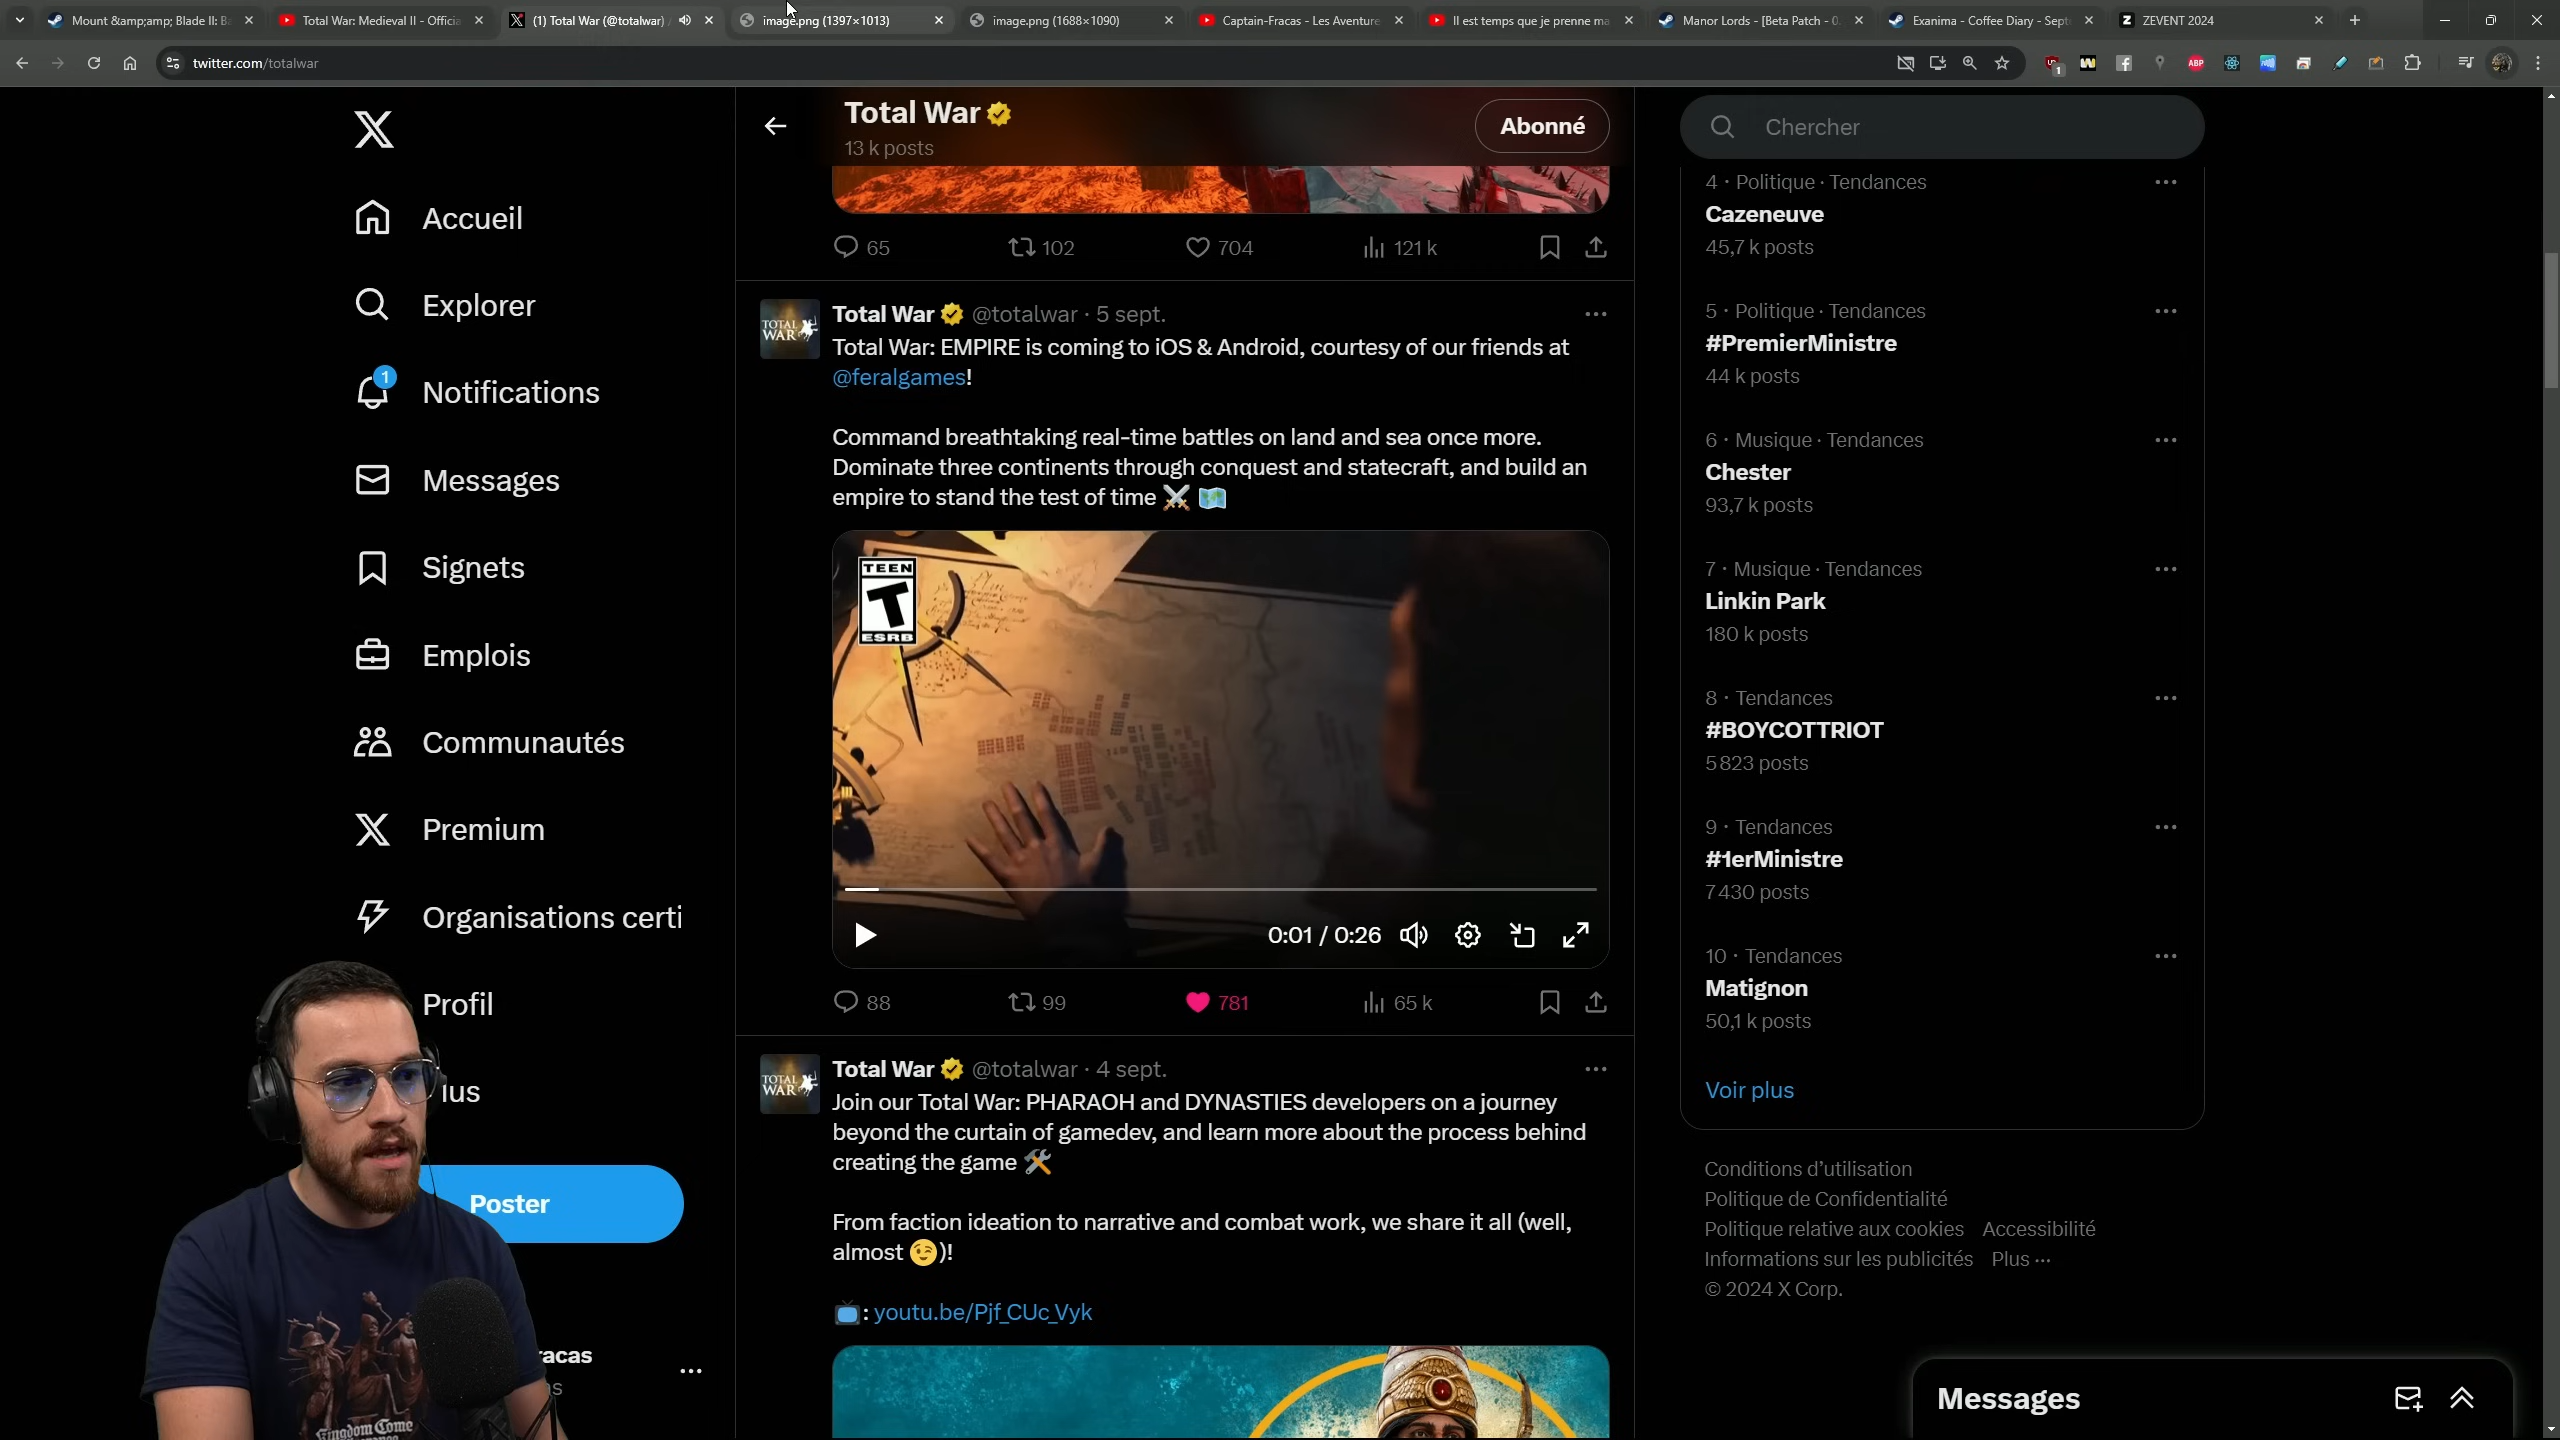 Mount &amp;amp; Blade II: Ba
Total War: Medieval II - Officia
(1) Total War (@totalwar)
image.png (1397×1013)
image.png (1688×1090)
Captain-Fracas - Les Aventure
Il est temps que je prenne ma
Manor Lords - [Beta Patch - 0.
Exanima - Coffee Diary - Sept
ZEVENT 2024
twitter.com/totalwar
1
ABP
Accueil
Explorer
1
Notifications
Messages
Signets
Emplois
Communautés
Premium
Organisations certi
Profil
lus
Poster
racas
Total War
13 k posts
Abonné
65 102 704 121 k
Total War @totalwar · 5 sept.
Total War: EMPIRE is coming to iOS & Android, courtesy of our friends at
@feralgames!
Command breathtaking real-time battles on land and sea once more.
Dominate three continents through conquest and statecraft, and build an
empire to stand the test of time ⚔️ 🗺️
TEEN
T
ESRB
0:01 / 0:26
88 99 781 65 k
TOTAL WAR
Total War @totalwar · 4 sept.
Join our Total War: PHARAOH and DYNASTIES developers on a journey
beyond the curtain of gamedev, and learn more about the process behind
creating the game 🛠️
From faction ideation to narrative and combat work, we share it all (well,
almost 😉)!
📺: youtu.be/Pjf_CUc_Vyk
TOTAL WAR
Chercher
4 · Politique · Tendances
Cazeneuve
45,7 k posts
5 · Politique · Tendances
#PremierMinistre
44 k posts
6 · Musique · Tendances
Chester
93,7 k posts
7 · Musique · Tendances
Linkin Park
180 k posts
8 · Tendances
#BOYCOTTRIOT
5 823 posts
9 · Tendances
#1erMinistre
7 430 posts
10 · Tendances
Matignon
50,1 k posts
Voir plus
Conditions d'utilisation
Politique de Confidentialité
Politique relative aux cookies Accessibilité
Informations sur les publicités Plus ···
© 2024 X Corp.
Messages
Kingdom Come